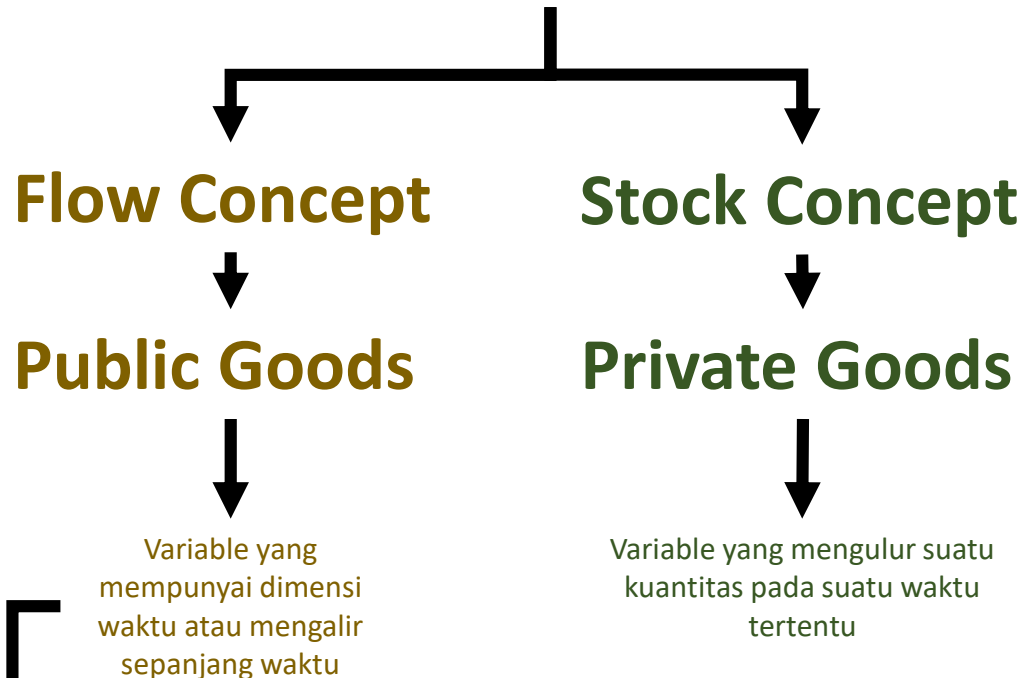 Flow Concept
Stock Concept
Public Goods
Private Goods
Variable yang
mempunyai dimensi
waktu atau mengalir
sepanjang waktu
Variable yang mengulur suatu
kuantitas pada suatu waktu
tertentu